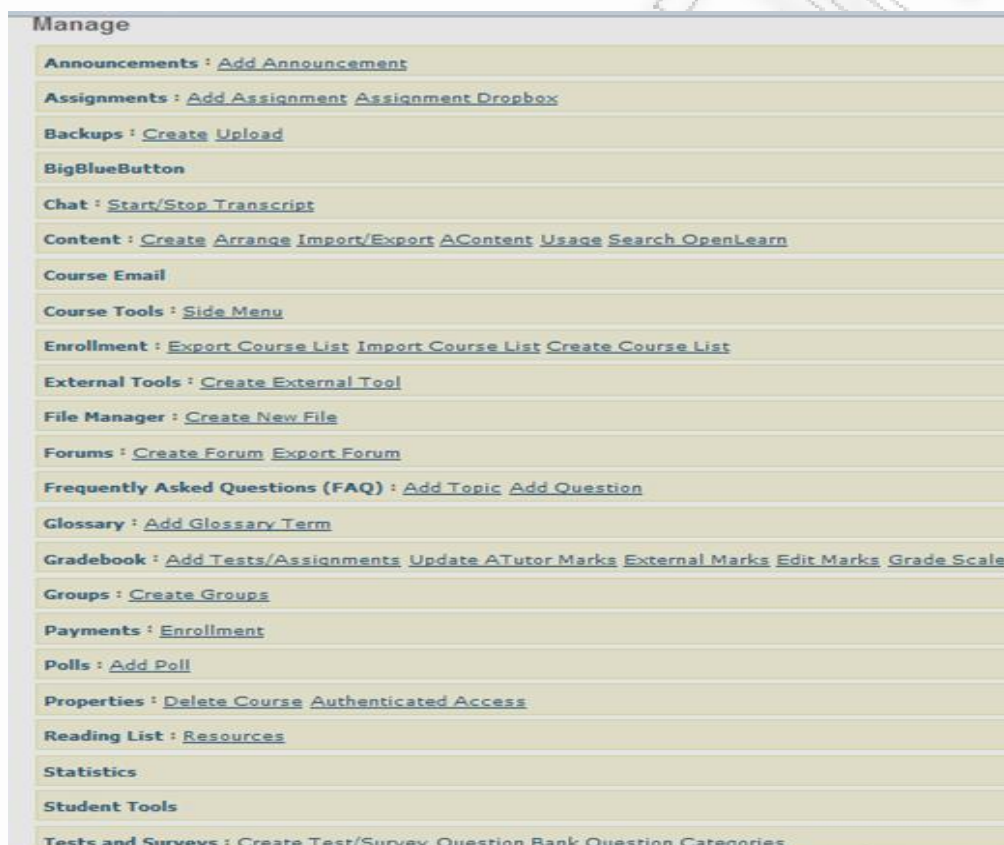 Manage
Announcements : Add Announcement
Assignments : Add Assignment Assignment Dropbox
Backups : Create Upload
BigBlueButton
Chat : Start/Stop Transcript
Content : Create Arrange Import/Export AContent Usage Search OpenLearn
Course Email
Course Tools : Side Menu
Enrollment : Export Course List Import Course List Create Course List
External Tools : Create External Tool
File Manager : Create New File
Forums : Create Forum Export Forum
Frequently Asked Questions (FAQ) : Add Topic Add Question
Glossary : Add Glossary Term
Gradebook : Add Tests/Assignments Update ATutor Marks External Marks Edit Marks Grade Scale
Groups : Create Groups
Payments : Enrollment
Polls : Add Poll
Properties : Delete Course Authenticated Access
Reading List : Resources
Statistics
Student Tools
Tests and Surveys : Create Test/Survey Question Bank Question Categories